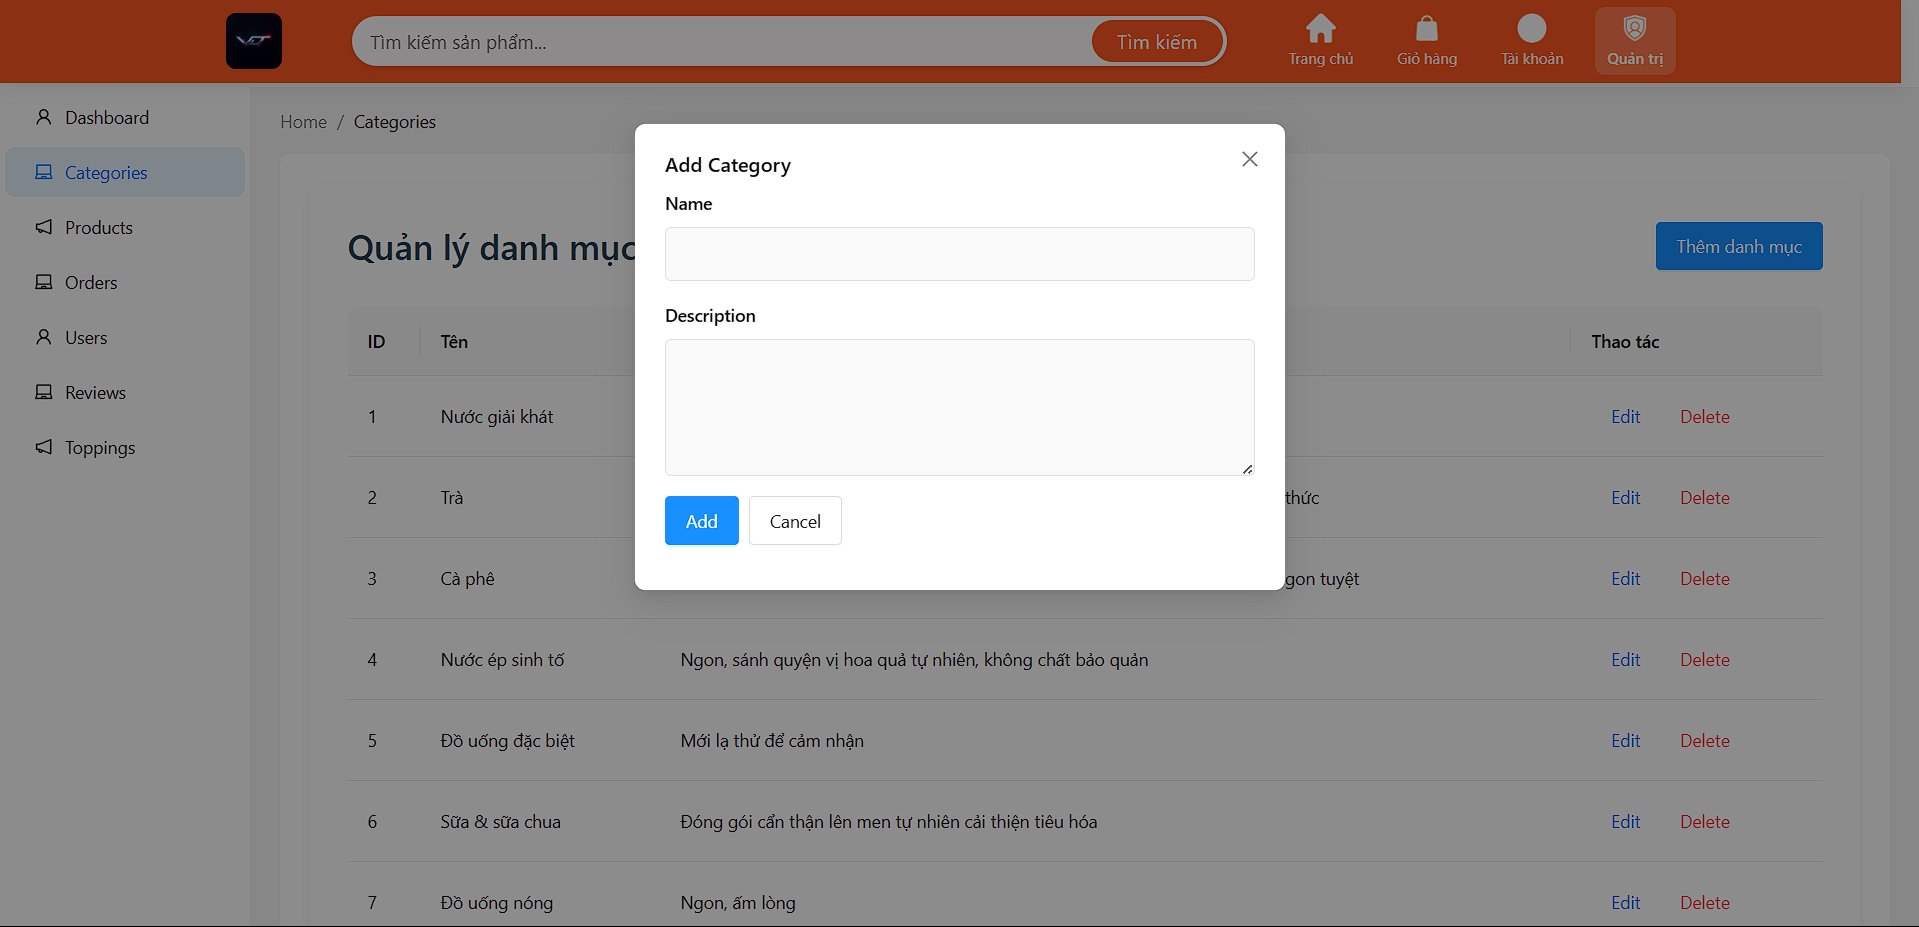 VT
Tìm kiếm sản phẩm...
Tìm kiếm
Trang chủ
Giỏ hàng
Tài khoản
Quản trị
Dashboard
Categories
Products
Orders
Users
Reviews
Toppings
Home / Categories
Quản lý danh mục
Thêm danh mục
Add Category
Name
Description
Add
Cancel
ID Tên Thao tác
1 Nước giải khát Edit Delete
2 Trà thức Edit Delete
3 Cà phê gon tuyệt Edit Delete
4 Nước ép sinh tố Ngon, sánh quyện vị hoa quả tự nhiên, không chất bảo quản Edit Delete
5 Đồ uống đặc biệt Mới lạ thử để cảm nhận Edit Delete
6 Sữa & sữa chua Đóng gói cẩn thận lên men tự nhiên cải thiện tiêu hóa Edit Delete
7 Đồ uống nóng Ngon, ấm lòng Edit Delete